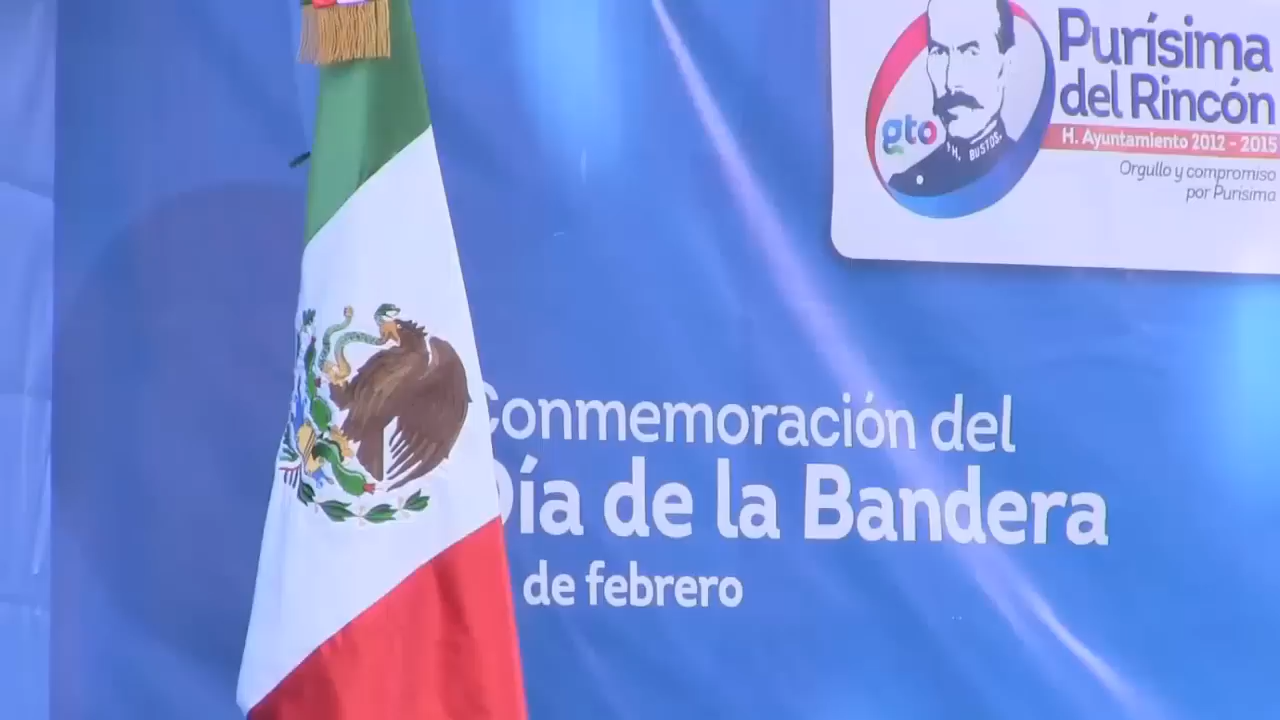 Purísima
del Rincón
H. Ayuntamiento 2012 - 2015
Orgullo y compromiso
por Purísima
gto
H. BUSTOS.
Conmemoración del
Día de la Bandera
de febrero